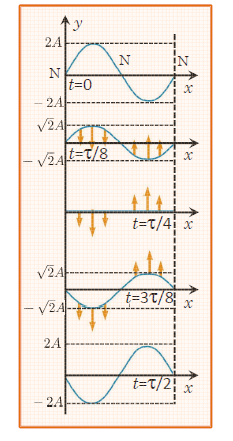 y
2A
N
N
N
t=0
x
−2A
√2A
t=τ/8
x
−√2A
t=τ/4
x
√2A
t=3τ/8
x
−√2A
2A
t=τ/2
x
−2A